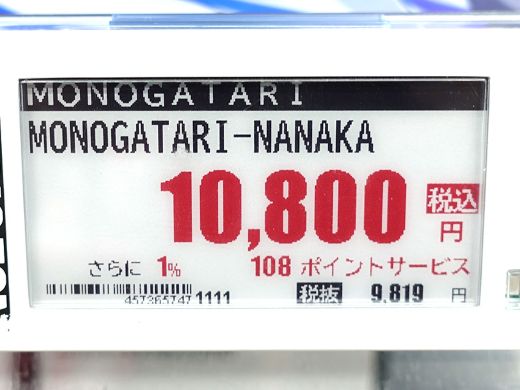 MONOGATARI
MONOGATARI-NANAKA
10,800 税込 円
さらに 1% 108 ポイントサービス
4573657471111 税抜 9,819 円